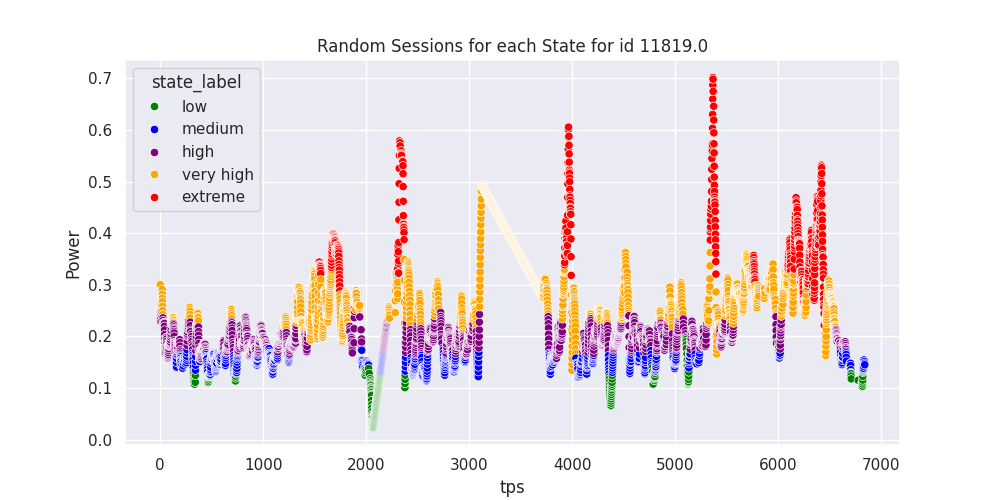 Random Sessions for each State for id 11819.0
state_label
low
medium
high
very high
extreme
Power
0.7
0.6
0.5
0.4
0.3
0.2
0.1
0.0
0 1000 2000 3000 4000 5000 6000 7000
tps